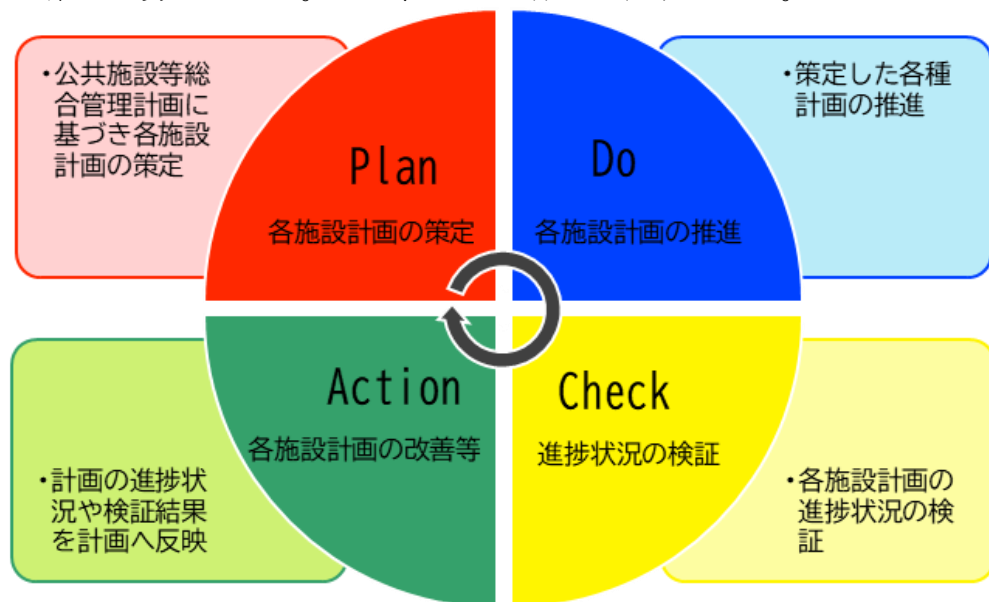 ・公共施設等総
合管理計画に
基づき各施設
計画の策定
Plan
各施設計画の策定
Do
各施設計画の推進
・策定した各種
計画の推進
Action
各施設計画の改善等
・計画の進捗状
況や検証結果
を計画へ反映
Check
進捗状況の検証
・各施設計画の
進捗状況の検
証